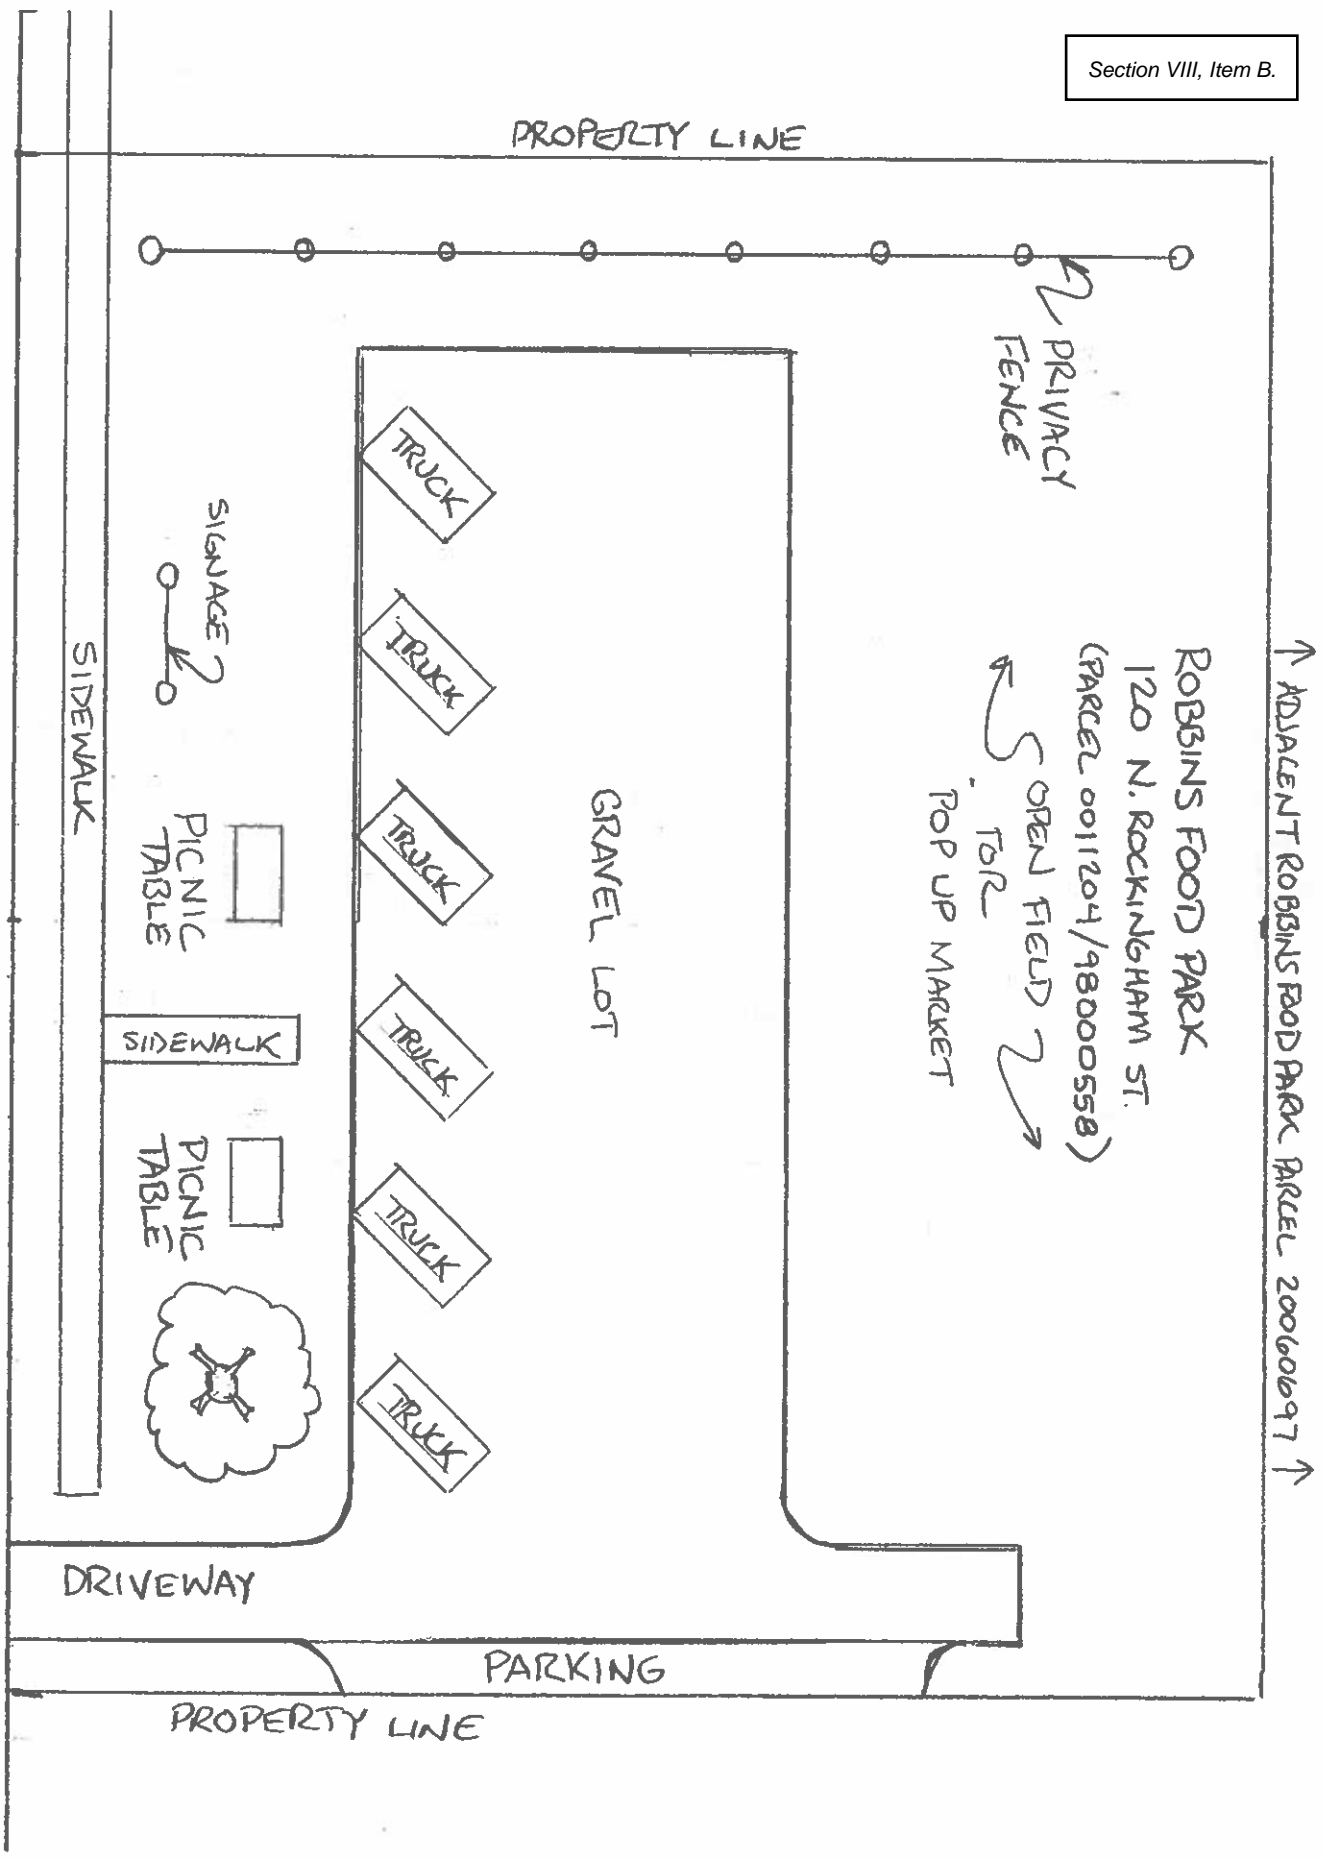 Section VIII, Item B.
PROPERTY LINE
PRIVACY
FENCE
↑ ADJALENT ROBBINS FOOD PARK PARCEL 20060697 ↑
ROBBINS FOOD PARK
120 N. ROCKINGHAM ST.
(PARCEL 0011204/98000558)
OPEN FIELD
FOR
POP UP MARKET
GRAVEL LOT
TRUCK
TRUCK
TRUCK
TRUCK
TRUCK
TRUCK
SIGNAGE
SIDEWALK
PICNIC
TABLE
SIDEWALK
PICNIC
TABLE
DRIVEWAY
PARKING
PROPERTY LINE